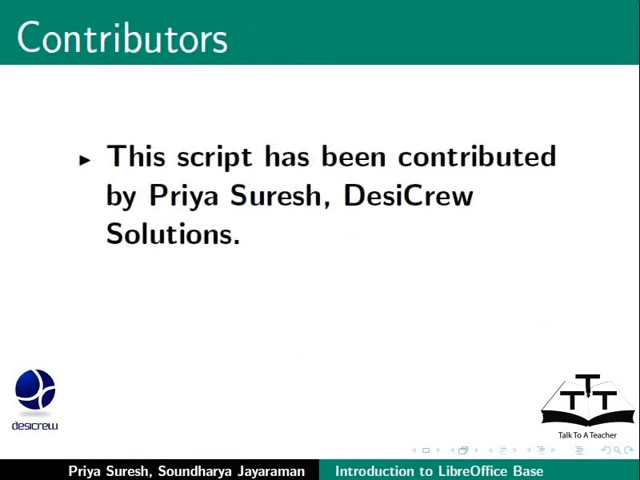 Contributors
This script has been contributed
by Priya Suresh, DesiCrew
Solutions.
desicrew
T T T
Talk To A Teacher
Priya Suresh, Soundharya Jayaraman
Introduction to LibreOffice Base